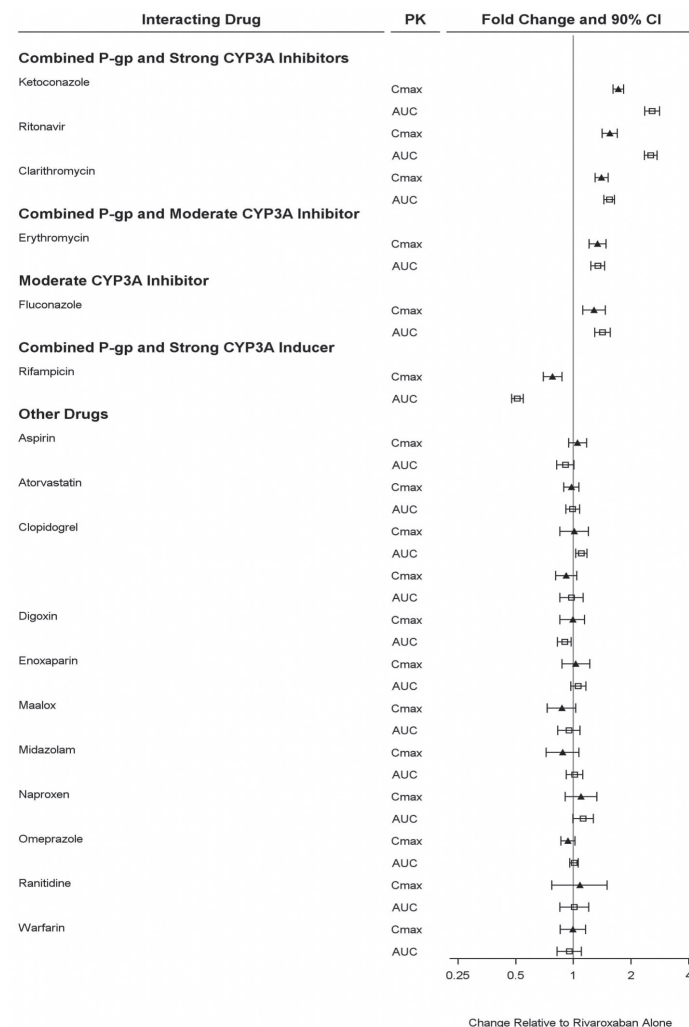 Interacting Drug PK Fold Change and 90% CI
Combined P-gp and Strong CYP3A Inhibitors
Ketoconazole Cmax
AUC
Ritonavir Cmax
AUC
Clarithromycin Cmax
AUC
Combined P-gp and Moderate CYP3A Inhibitor
Erythromycin Cmax
AUC
Moderate CYP3A Inhibitor
Fluconazole Cmax
AUC
Combined P-gp and Strong CYP3A Inducer
Rifampicin Cmax
AUC
Other Drugs
Aspirin Cmax
AUC
Atorvastatin Cmax
AUC
Clopidogrel Cmax
AUC
Cmax
AUC
Digoxin Cmax
AUC
Enoxaparin Cmax
AUC
Maalox Cmax
AUC
Midazolam Cmax
AUC
Naproxen Cmax
AUC
Omeprazole Cmax
AUC
Ranitidine Cmax
AUC
Warfarin Cmax
AUC
0.25 0.5 1 2 4
Change Relative to Rivaroxaban Alone